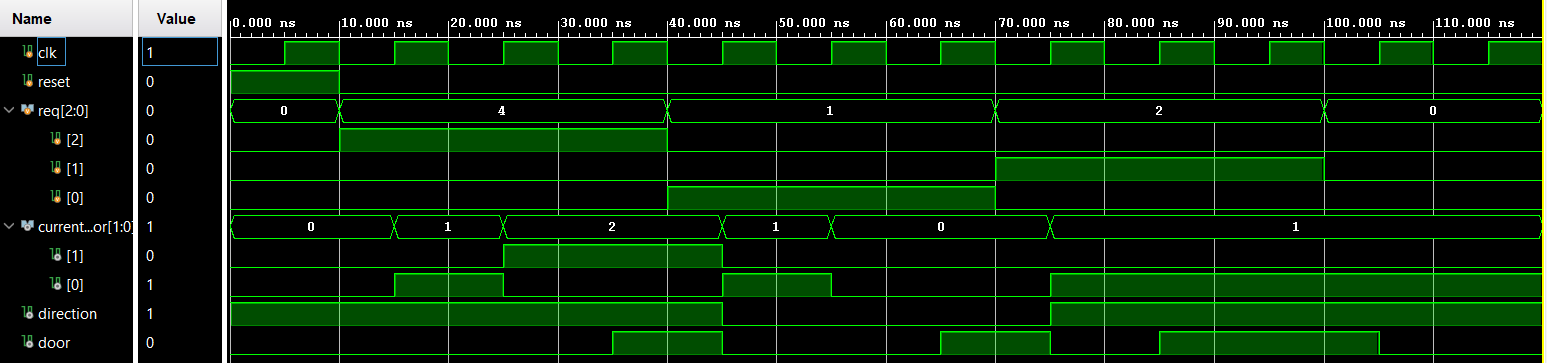 Name Value 0.000 ns 10.000 ns 20.000 ns 30.000 ns 40.000 ns 50.000 ns 60.000 ns 70.000 ns 80.000 ns 90.000 ns 100.000 ns 110.000 ns
clk 1
reset 0
req[2:0] 0 0 4 1 2 0
[2] 0
[1] 0
[0] 0
current...or[1:0] 1 0 1 2 1 0 1
[1] 0
[0] 1
direction 1
door 0